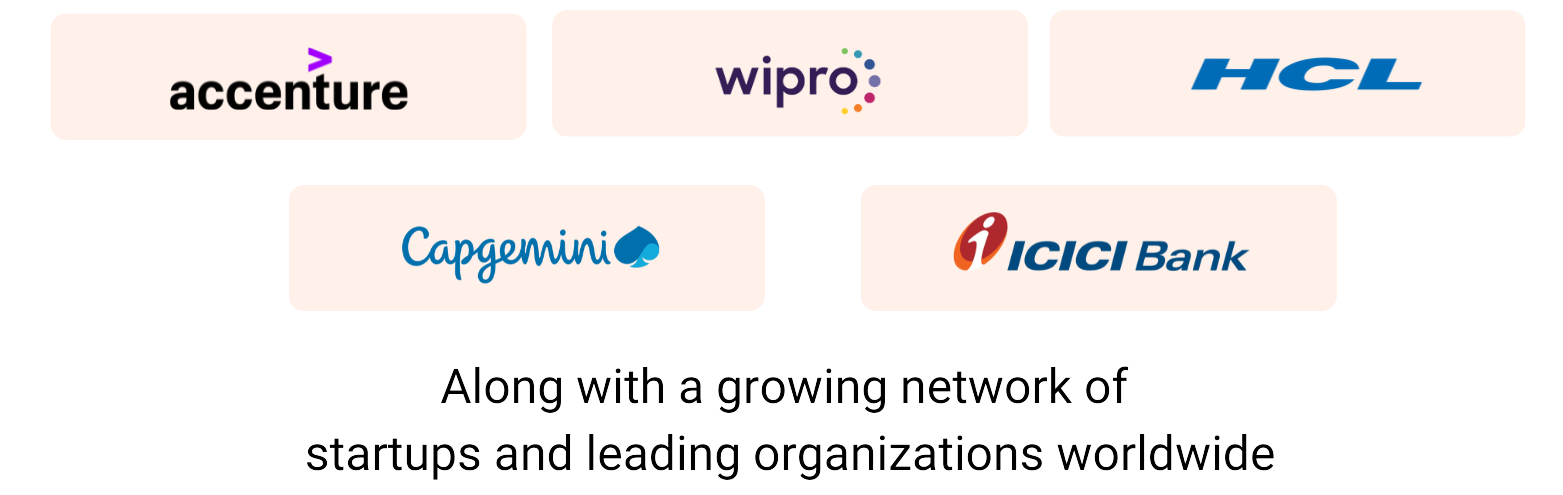 accenture
wipro
HCL
Capgemini
i ICICI Bank
Along with a growing network of
startups and leading organizations worldwide